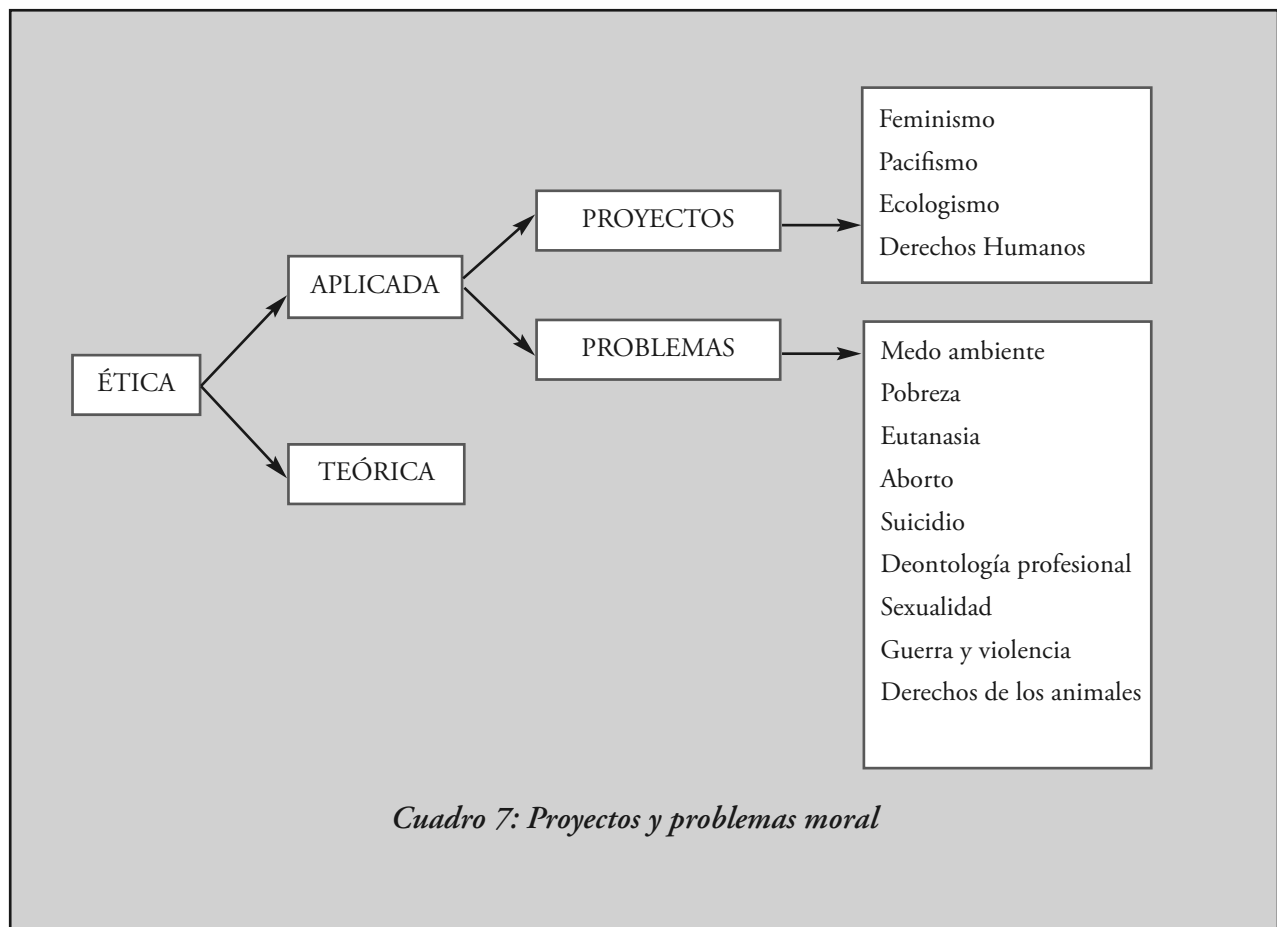 ÉTICA
APLICADA
TEÓRICA
PROYECTOS
PROBLEMAS
Feminismo
Pacifismo
Ecologismo
Derechos Humanos
Medo ambiente
Pobreza
Eutanasia
Aborto
Suicidio
Deontología profesional
Sexualidad
Guerra y violencia
Derechos de los animales
Cuadro 7: Proyectos y problemas moral